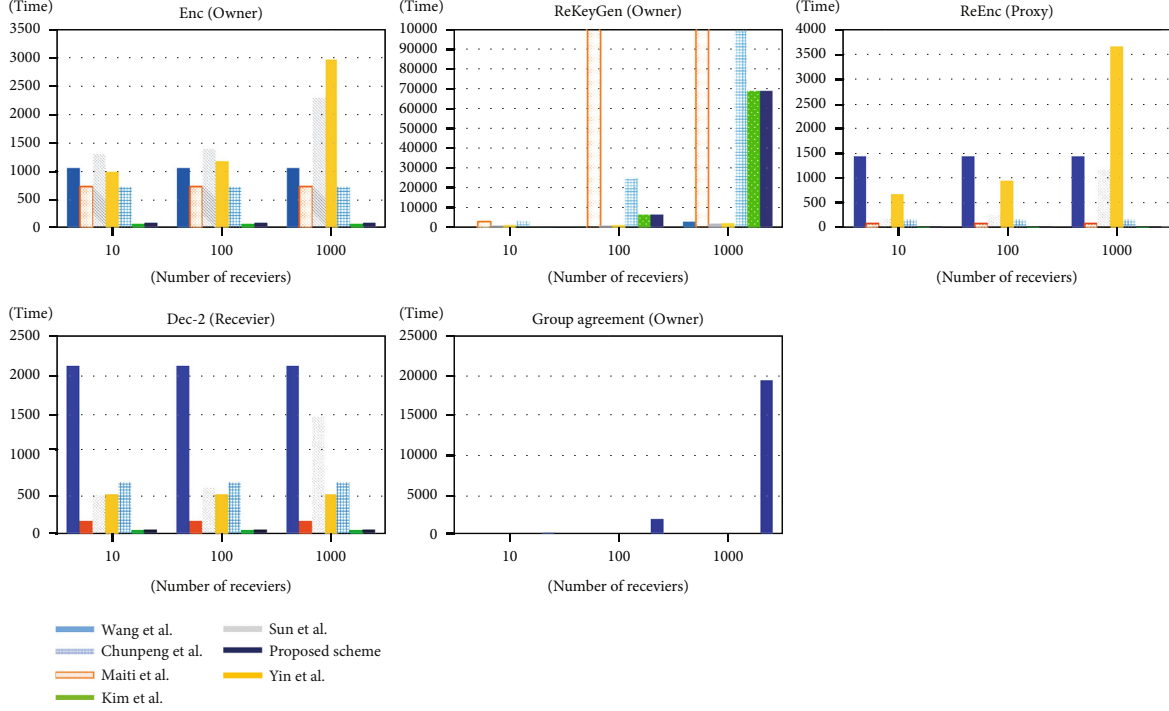 (Time)
Enc (Owner)
3500
3000
2500
2000
1500
1000
500
0
10
100
1000
(Number of receviers)
(Time)
ReKeyGen (Owner)
10000
90000
80000
70000
60000
50000
40000
30000
20000
10000
0
10
100
1000
(Number of receviers)
(Time)
ReEnc (Proxy)
4000
3500
3000
2500
2000
1500
1000
500
0
10
100
1000
(Number of receviers)
(Time)
Dec-2 (Recevier)
2500
2000
1500
1000
500
0
10
100
1000
(Number of receviers)
(Time)
Group agreement (Owner)
25000
20000
15000
10000
5000
0
10
100
1000
(Number of receviers)
Wang et al.
Chunpeng et al.
Maiti et al.
Kim et al.
Sun et al.
Proposed scheme
Yin et al.